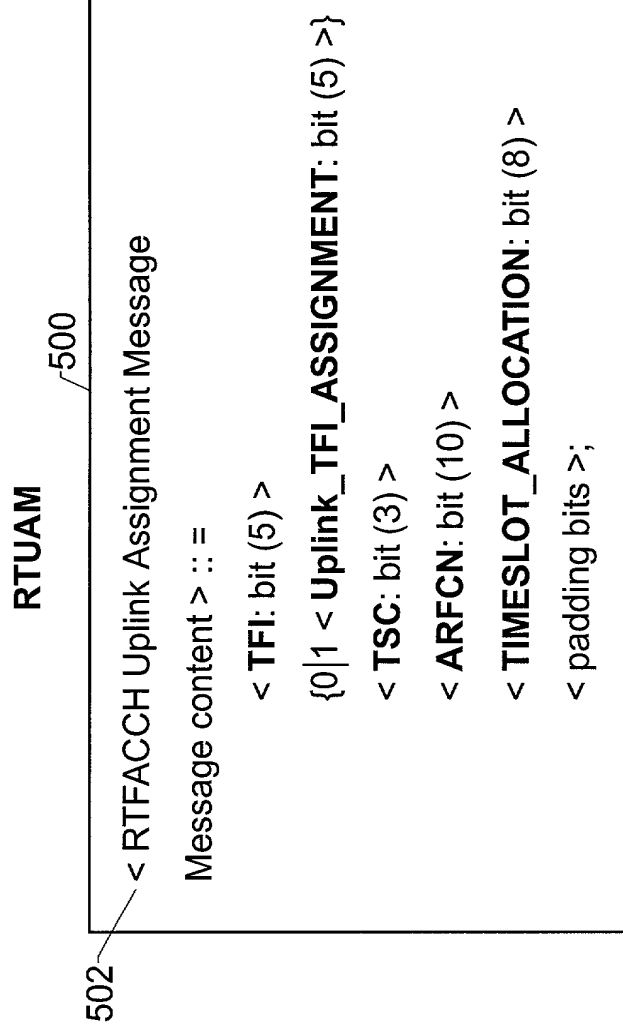 RTUAM
500
502
< RTFACCH Uplink Assignment Message
Message content > :: =
< TFI: bit (5) >
{0|1 < Uplink_TFI_ASSIGNMENT: bit (5) >}
< TSC: bit (3) >
< ARFCN: bit (10) >
< TIMESLOT_ALLOCATION: bit (8) >
< padding bits >;